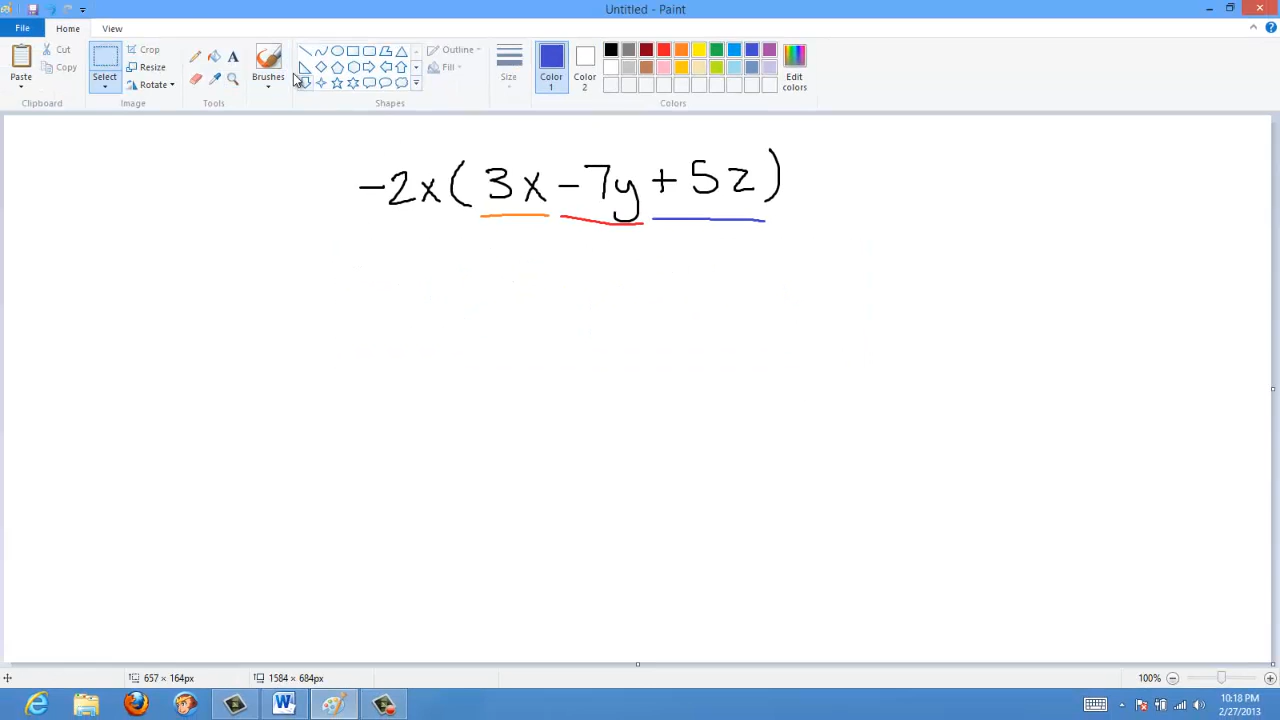 Untitled - Paint
File Home View
Paste
Cut
Copy
Clipboard
Select
Crop
Resize
Rotate
Image
Tools
Brushes
Shapes
Outline
Fill
Size
Color 1
Color 2
Edit colors
Colors
-2x(3x-7y+5z)
657 × 164px
1584 × 684px
100%
10:18 PM
2/27/2013